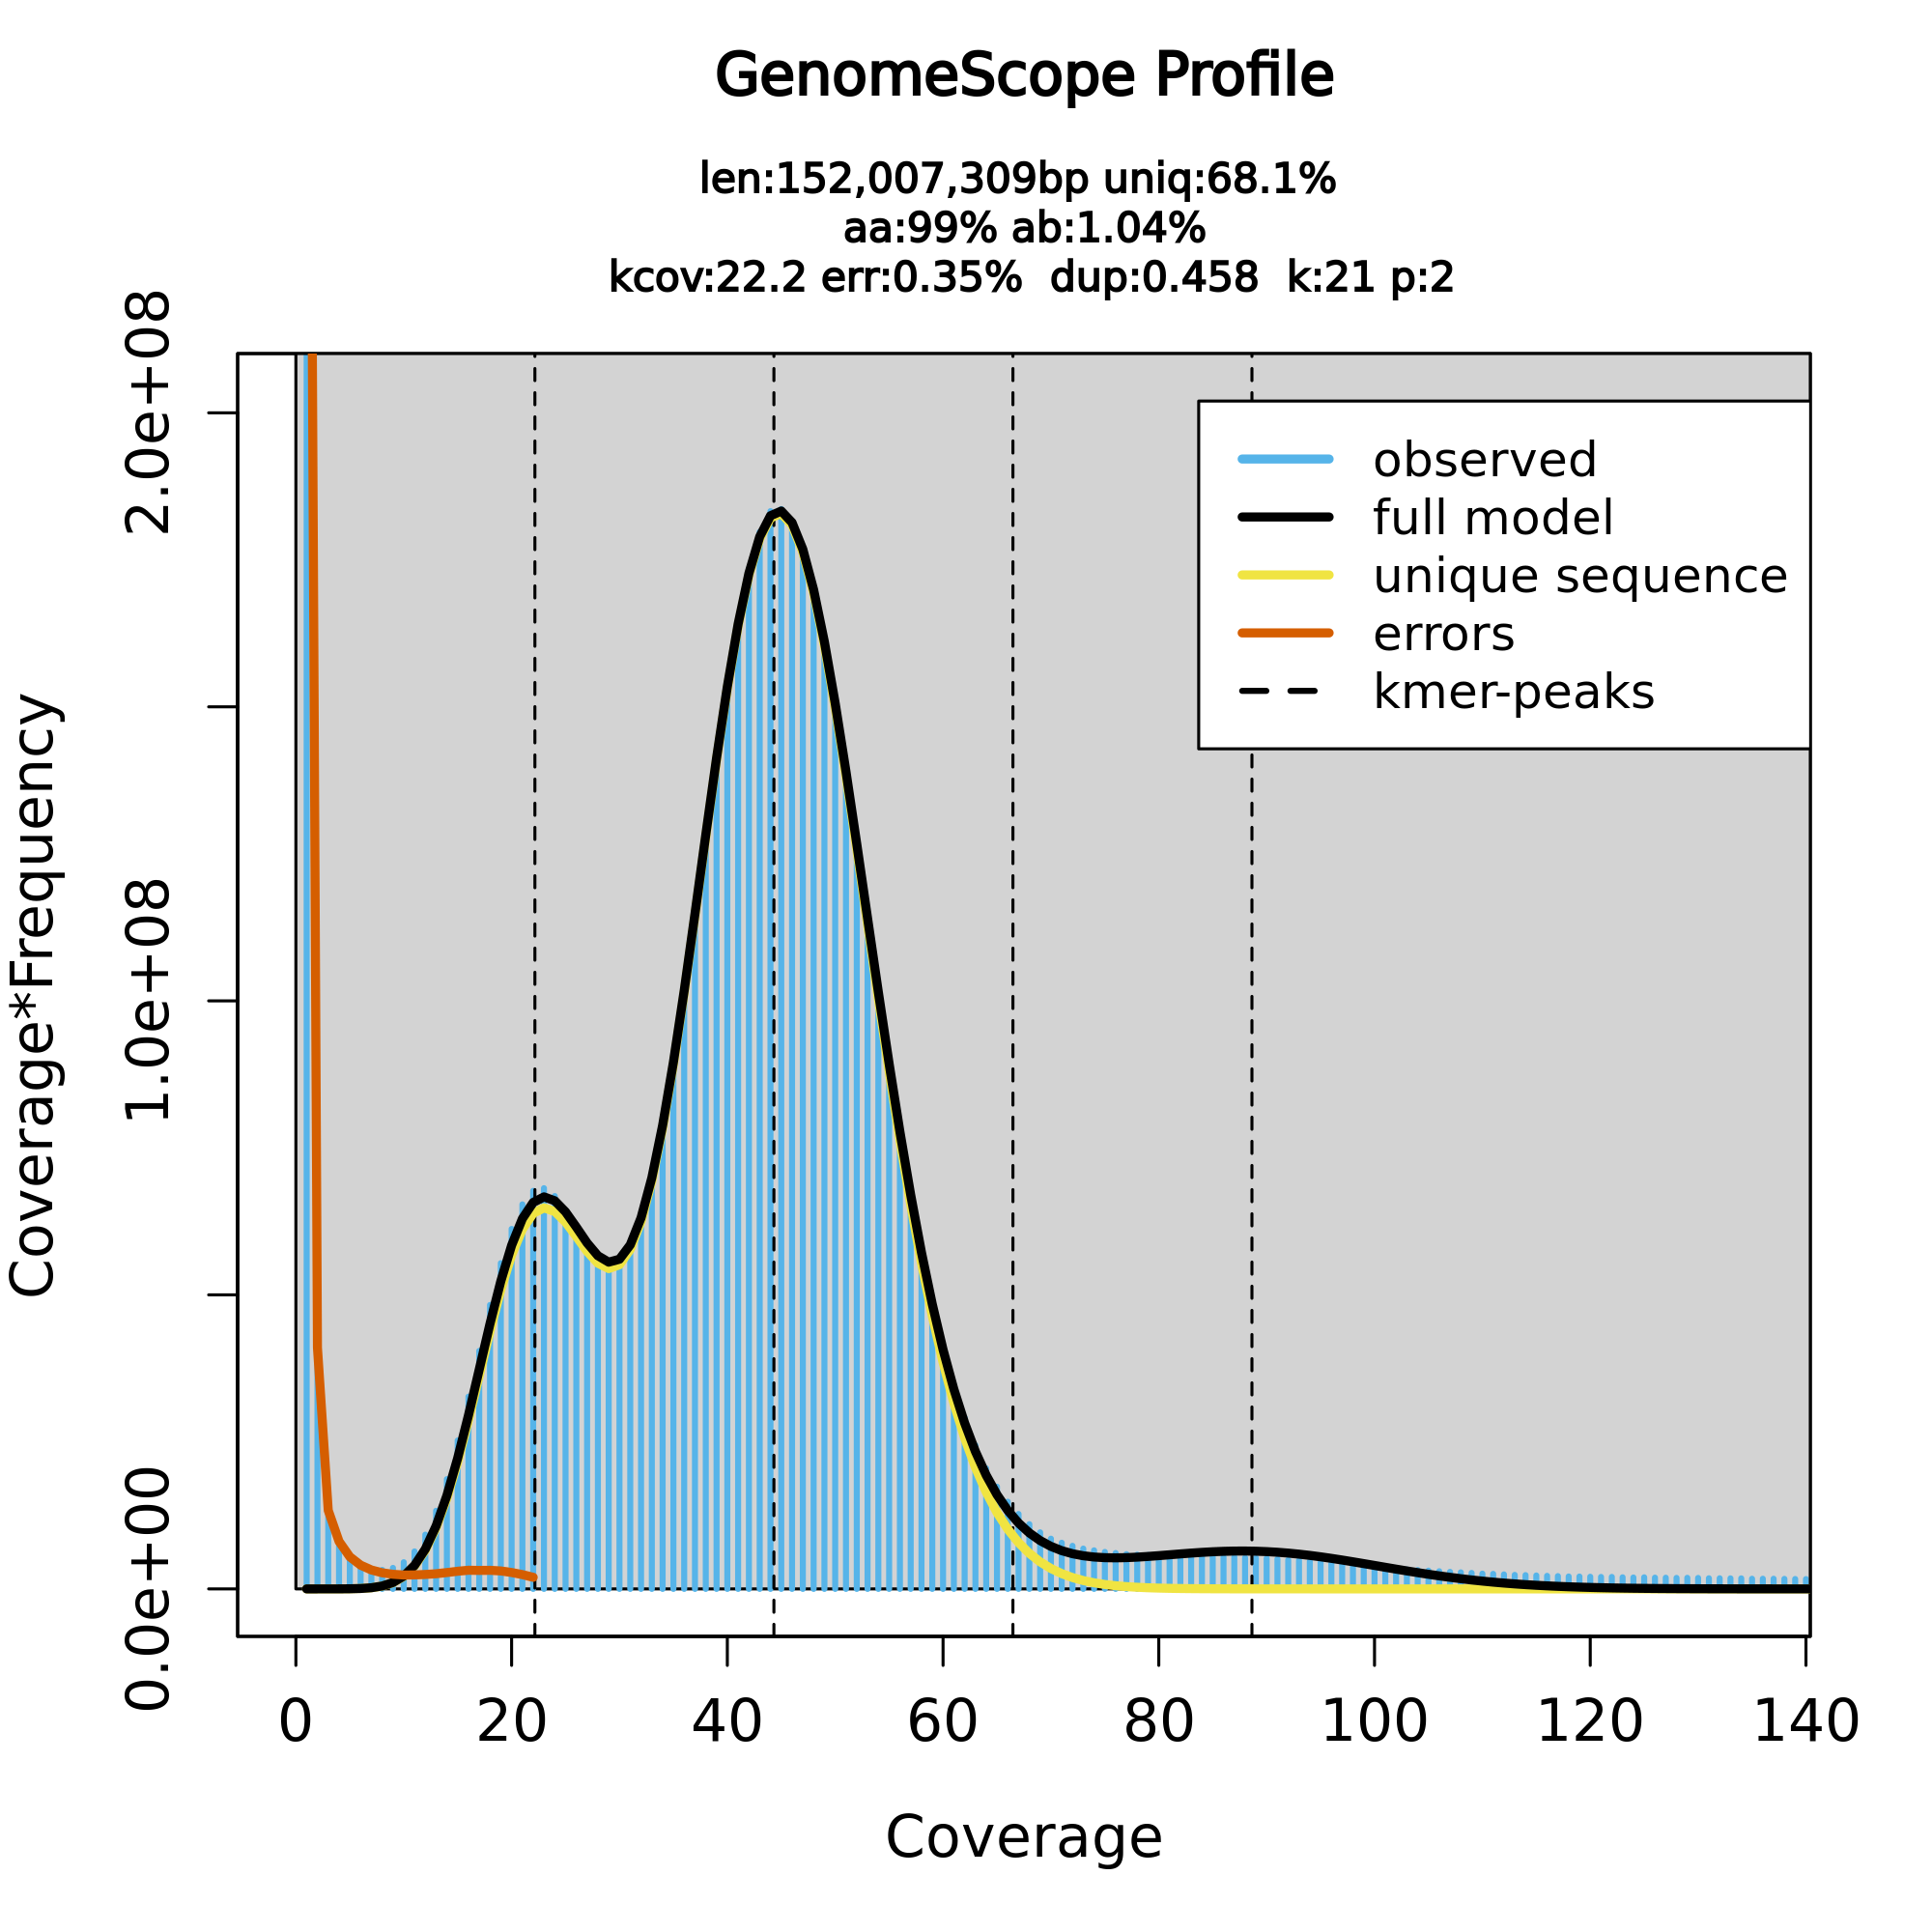 GenomeScope Profile
len:152,007,309bp uniq:68.1%
aa:99% ab:1.04%
kcov:22.2 err:0.35%  dup:0.458  k:21 p:2
Coverage*Frequency
2.0e+08
1.0e+08
0.0e+00
observed
full model
unique sequence
errors
kmer-peaks
0 20 40 60 80 100 120 140
Coverage